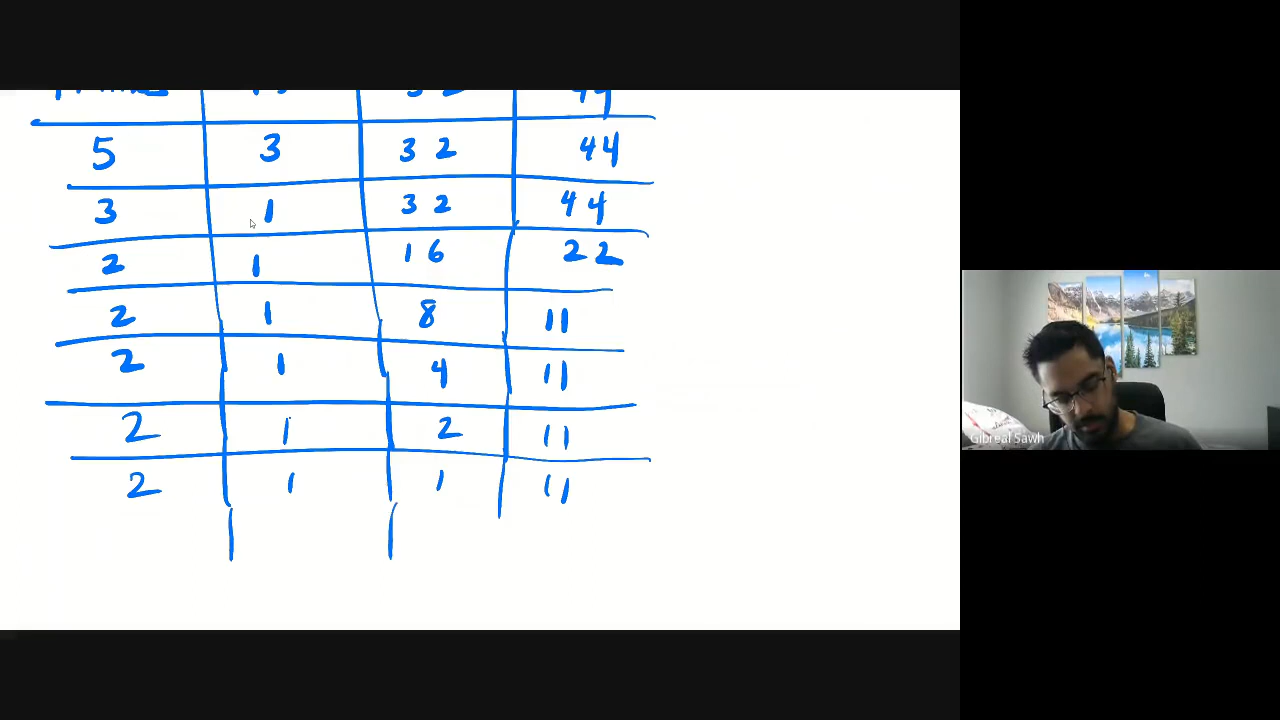 5 3 32 44
3 1 32 44
2 1 16 22
2 1 8 11
2 1 4 11
2 1 2 11
2 1 1 11
Gibreal Sawh